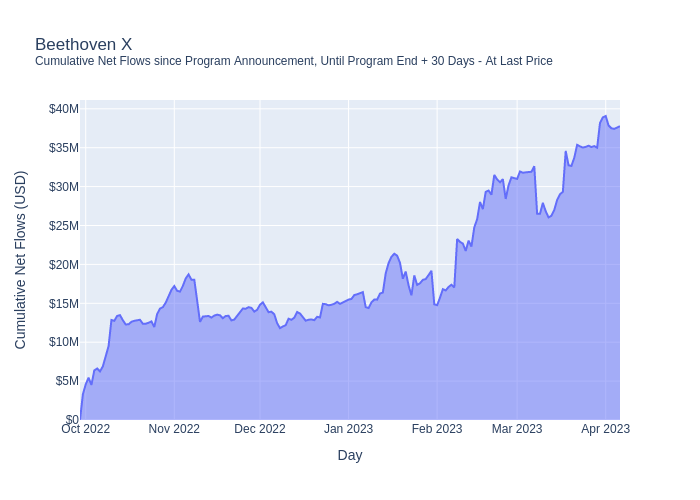 Beethoven X
Cumulative Net Flows since Program Announcement, Until Program End + 30 Days - At Last Price
$40M
$35M
$30M
$25M
$20M
$15M
$10M
$5M
$0
Cumulative Net Flows (USD)
Oct 2022 Nov 2022 Dec 2022 Jan 2023 Feb 2023 Mar 2023 Apr 2023
Day